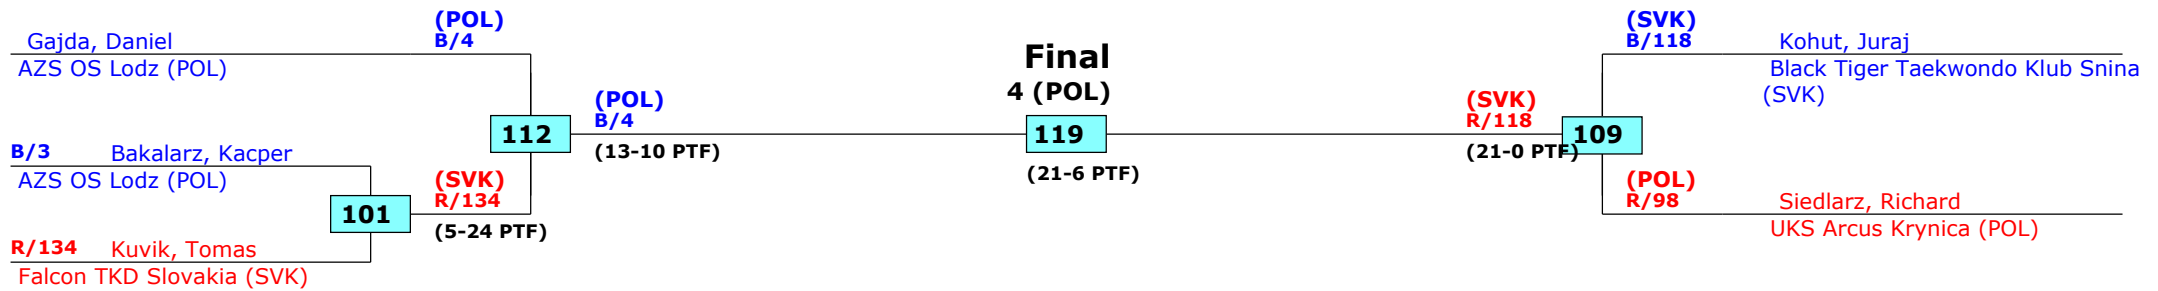 Gajda, Daniel
AZS OS Lodz (POL)
(POL)
B/4
B/3 Bakalarz, Kacper
AZS OS Lodz (POL)
R/134 Kuvik, Tomas
Falcon TKD Slovakia (SVK)
101
(SVK)
R/134
(5-24 PTF)
112
(POL)
B/4
(13-10 PTF)
Final
4 (POL)
119
(21-6 PTF)
(SVK)
R/118
(21-0 PTF)
109
(SVK)
B/118
Kohut, Juraj
Black Tiger Taekwondo Klub Snina
(SVK)
(POL)
R/98
Siedlarz, Richard
UKS Arcus Krynica (POL)